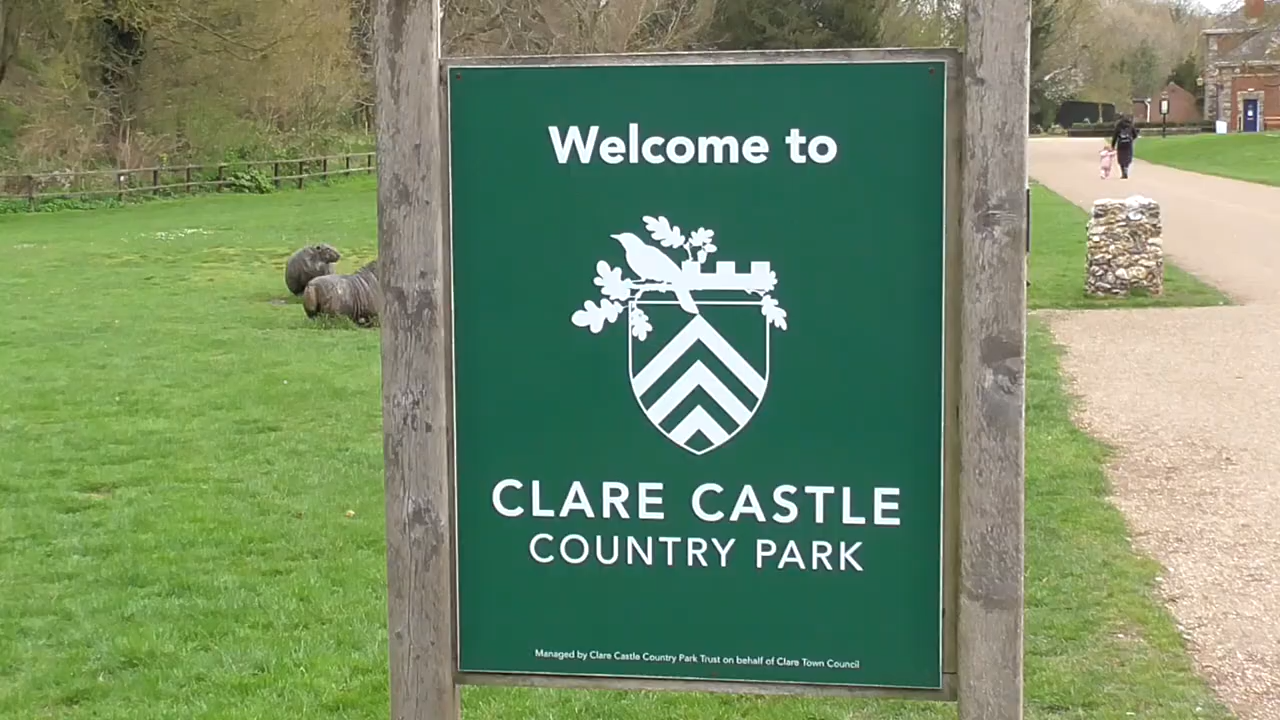 Welcome to
CLARE CASTLE
COUNTRY PARK
Managed by Clare Castle Country Park Trust on behalf of Clare Town Council